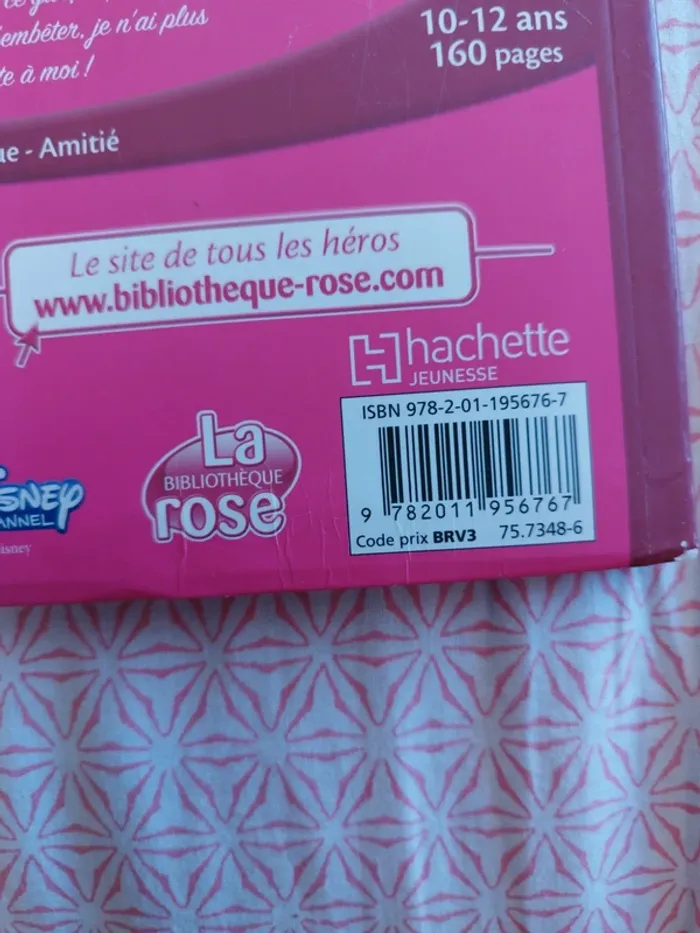 embêter, je n'ai plus
te à moi !
10-12 ans
160 pages
ue - Amitié
Le site de tous les héros
www.bibliotheque-rose.com
hachette
JEUNESSE
ISBN 978-2-01-195676-7
9 782011 956767
Code prix BRV3 75.7348-6
La
BIBLIOTHÈQUE
rose
SNEY
ANNEL
isney